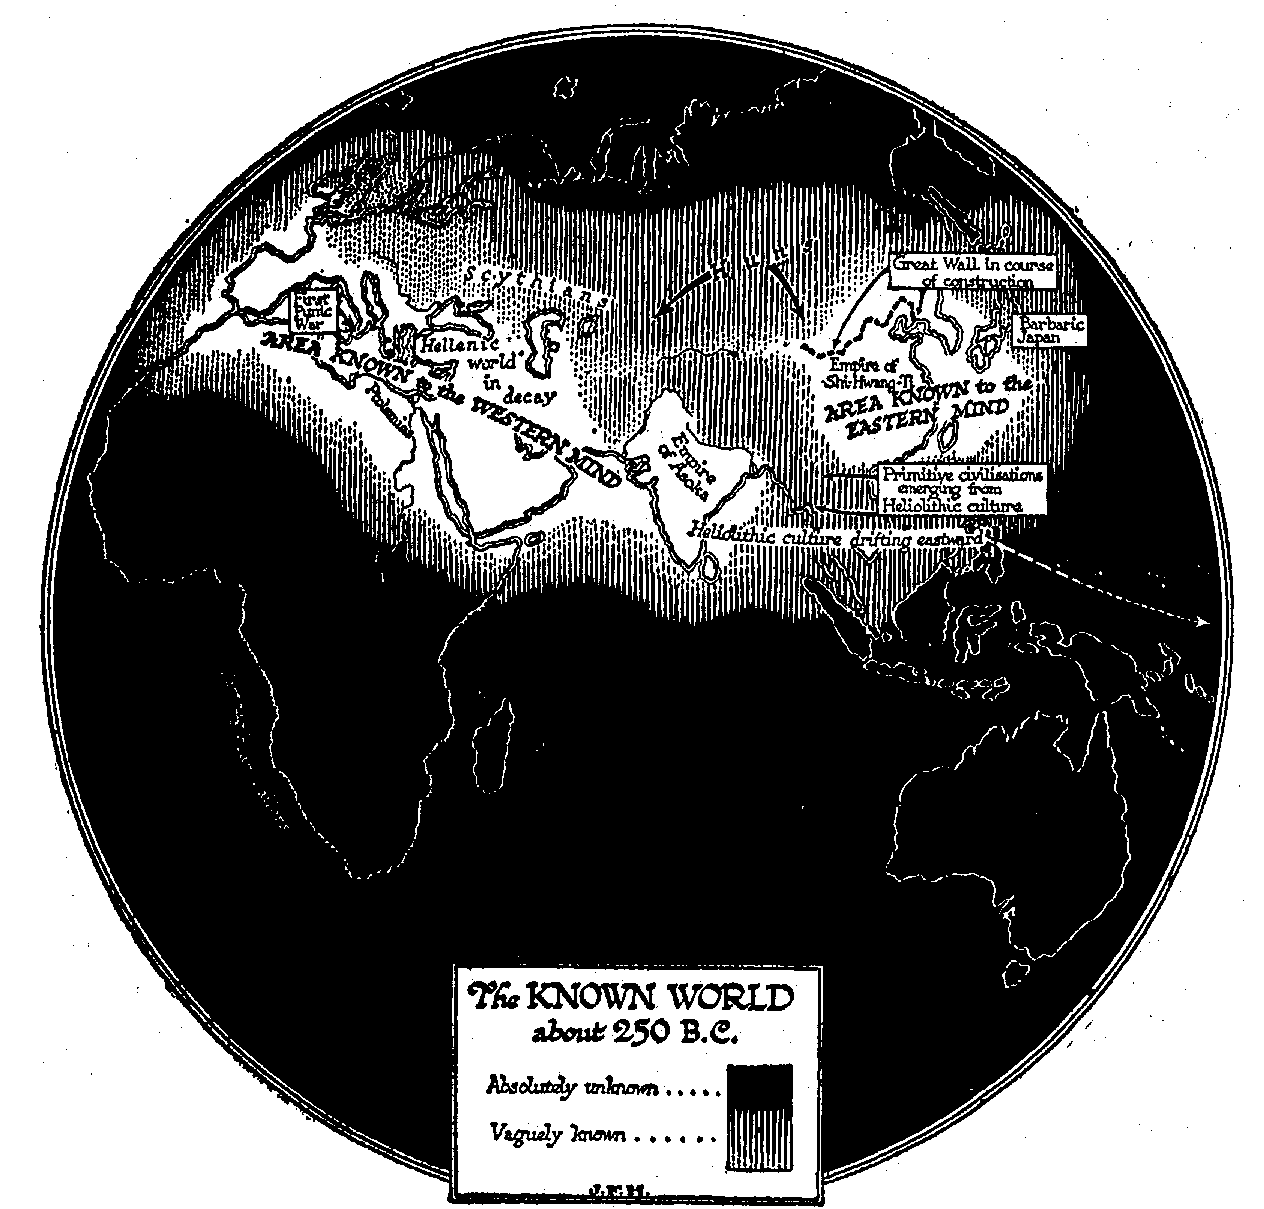 Scythians
Huns
Great Wall in course
of construction
First
Punic
War
Barbaric
Japan
Hellenic
world
in
decay
AREA KNOWN to the WESTERN MIND
Ptolemies
Empire of
Shi-Hwang-Ti
AREA KNOWN to the
EASTERN MIND
Empire
of Asoka
Primitive civilisations
emerging from
Heliolithic culture
Heliolithic culture drifting eastward
The KNOWN WORLD
about 250 B.C.
Absolutely unknown .....
Vaguely known ......
J.F.H.